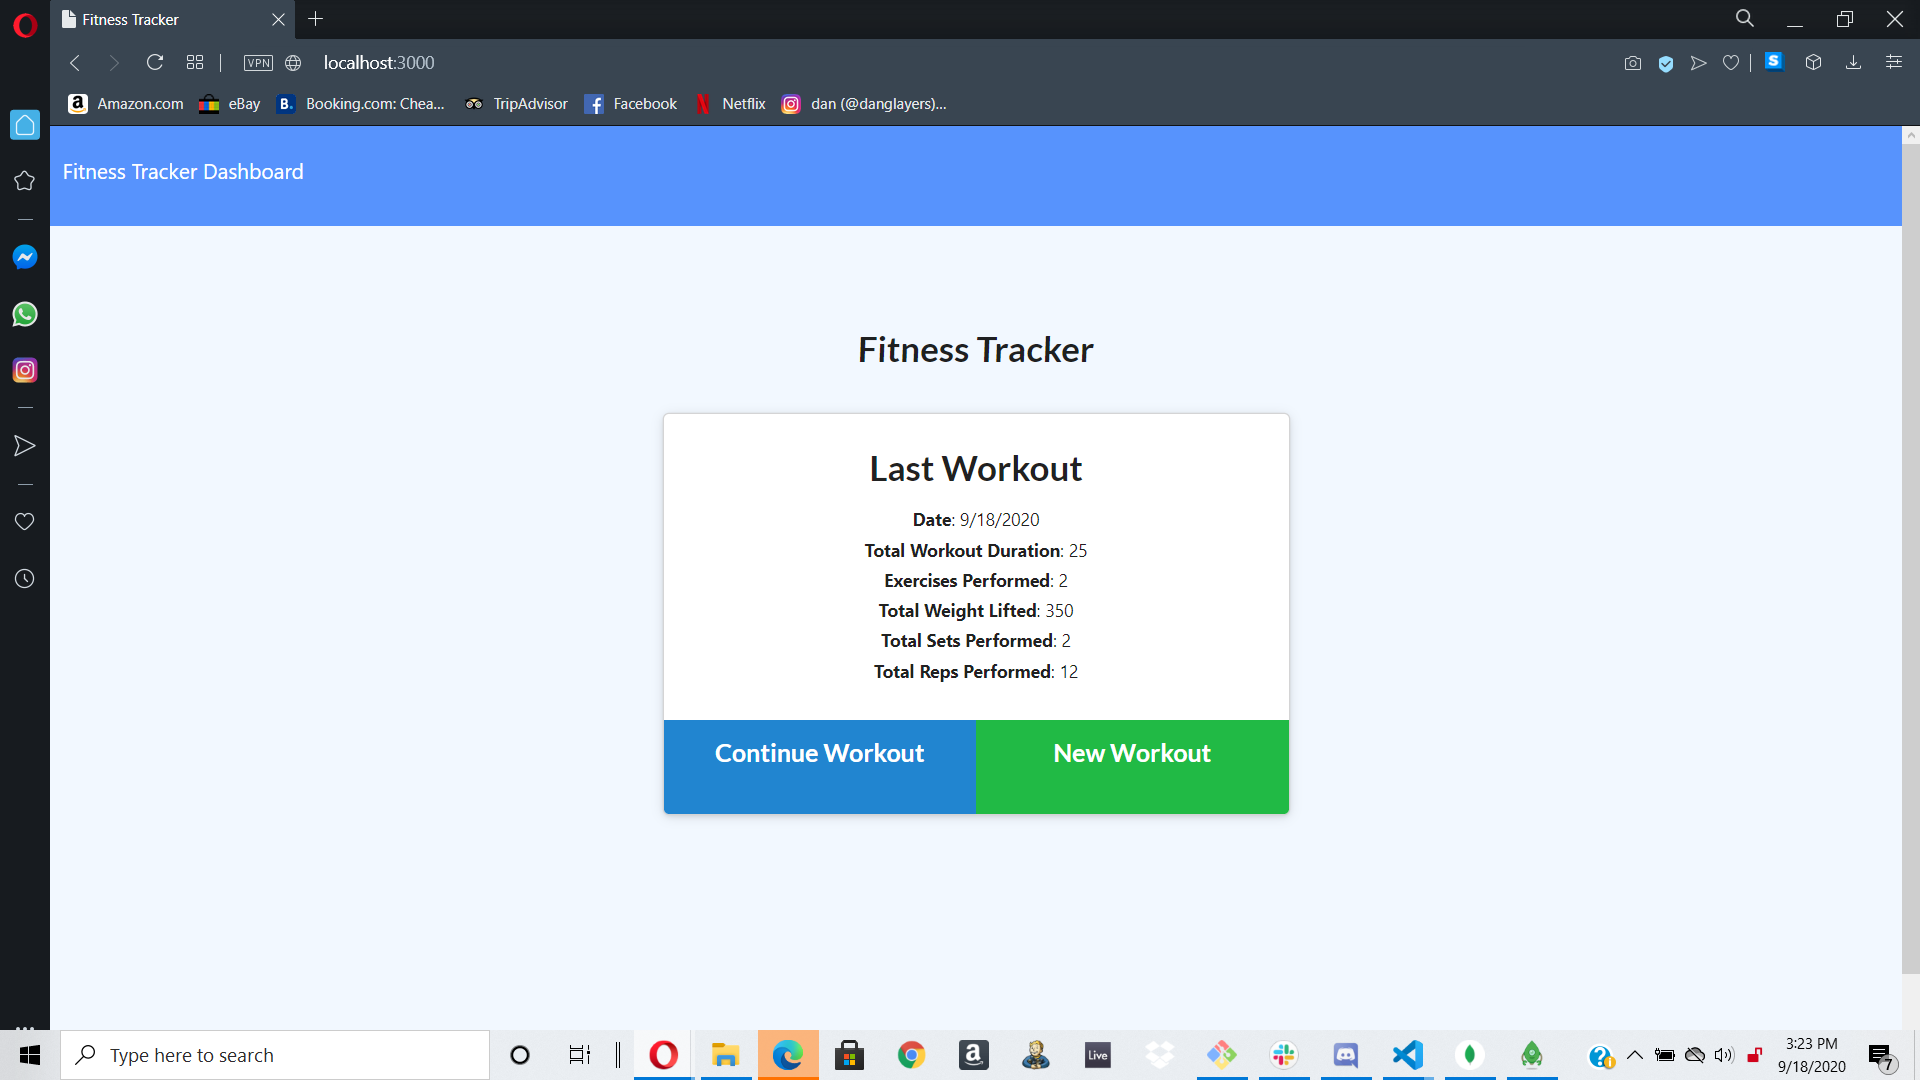 Fitness Tracker
VPN
localhost:3000
S
a Amazon.com eBay B. Booking.com: Chea... TripAdvisor f Facebook N Netflix dan (@danglayers)...
Fitness Tracker Dashboard
Fitness Tracker
Last Workout
Date: 9/18/2020
Total Workout Duration: 25
Exercises Performed: 2
Total Weight Lifted: 350
Total Sets Performed: 2
Total Reps Performed: 12
Continue Workout New Workout
Type here to search
a
Live
?
3:23 PM
9/18/2020
7